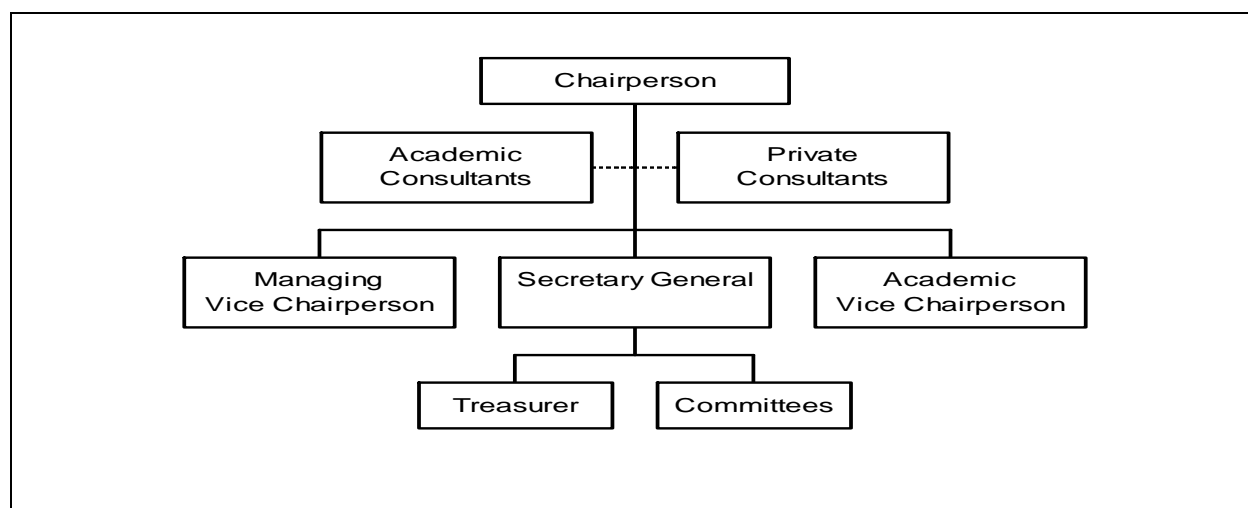 Chairperson
Academic
Consultants
Private
Consultants
Managing
Vice Chairperson
Secretary General
Academic
Vice Chairperson
Treasurer
Committees